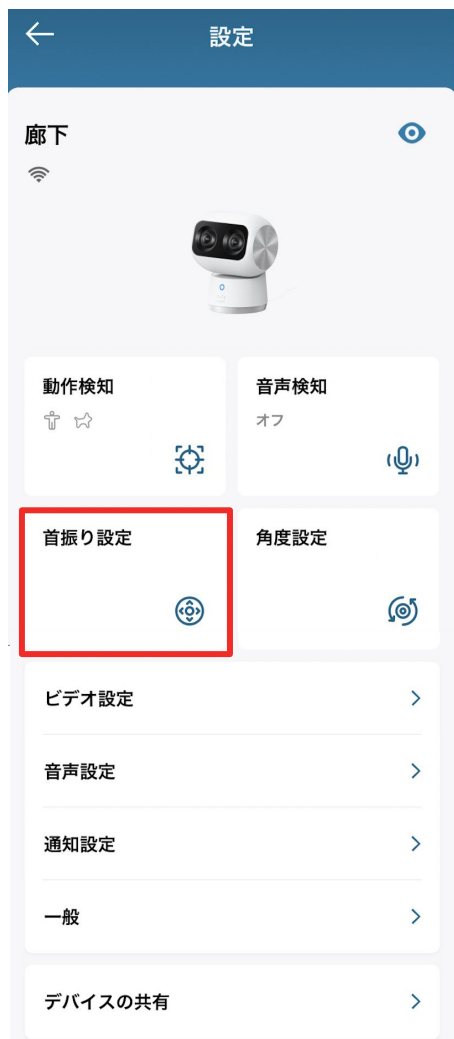 設定
廊下
動作検知
音声検知
オフ
首振り設定
角度設定
ビデオ設定
音声設定
通知設定
一般
デバイスの共有